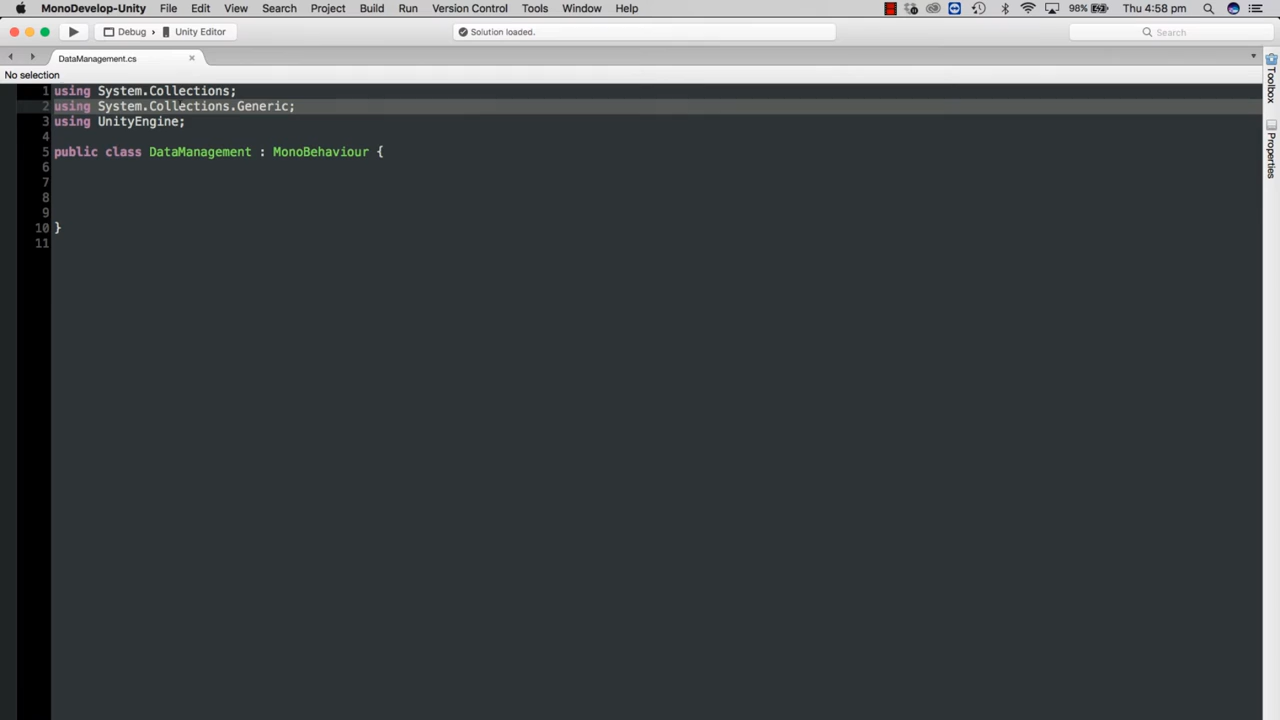 MonoDevelop-Unity File Edit View Search Project Build Run Version Control Tools Window Help 98% Thu 4:58 pm
Debug › Unity Editor Solution loaded. Search
DataManagement.cs
No selection
1 using System.Collections;
2 using System.Collections.Generic;
3 using UnityEngine;
4
5 public class DataManagement : MonoBehaviour {
6
7
8
9
10 }
11
Toolbox
Properties